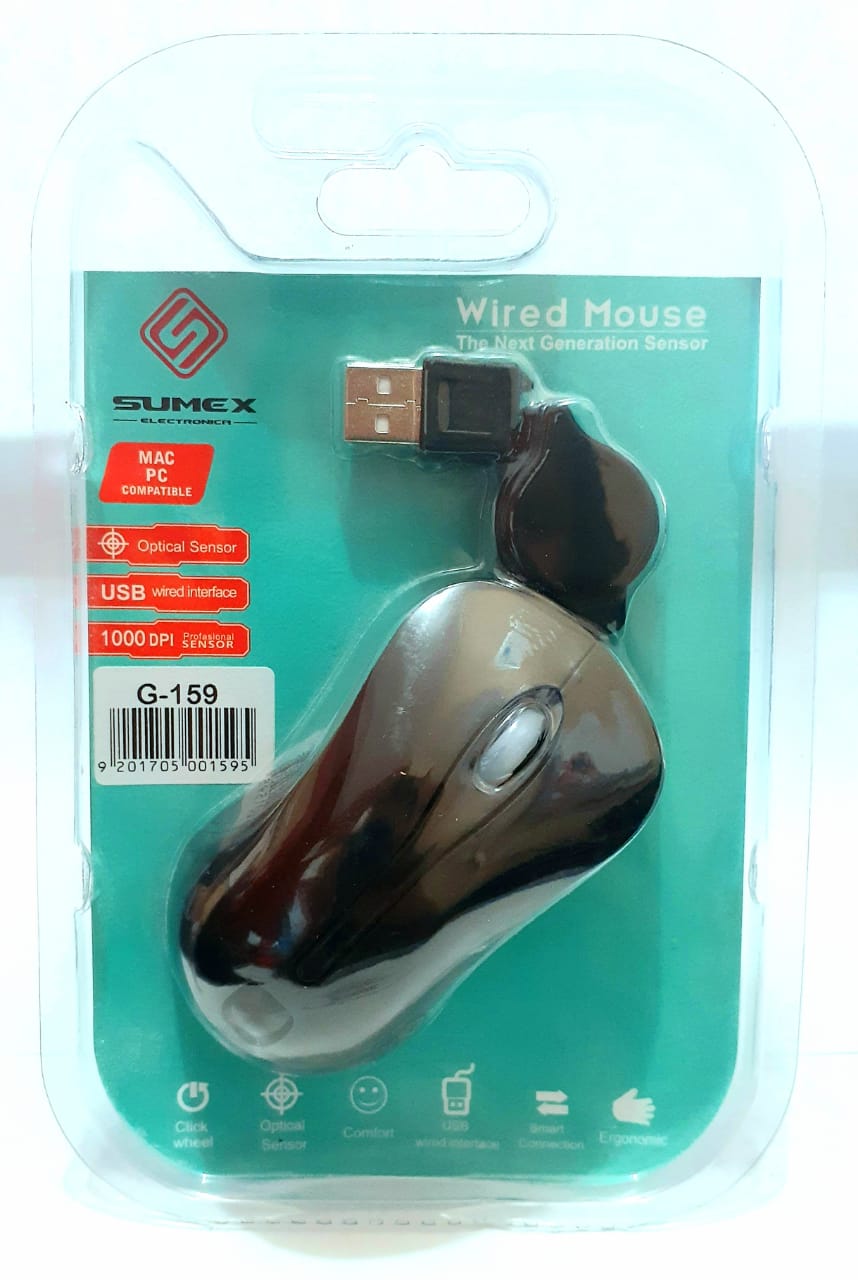 Wired Mouse
The Next Generation Sensor
SUMEX
ELECTRONICA
MAC
PC
COMPATIBLE
Optical Sensor
USB wired interface
1000 DPI Profasional
SENSOR
G-159
9 201705 001595
Click
wheel
Optical
Sensor
Comfort
USB
wired interface
Smart
Connection
Ergonomic